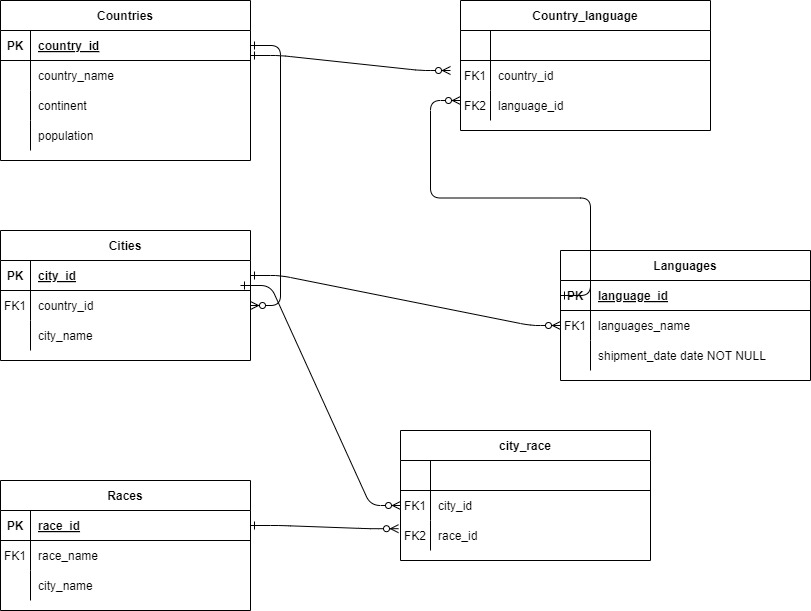 Countries
PK country_id
country_name
continent
population
Country_language
FK1 country_id
FK2 language_id
Cities
PK city_id
FK1 country_id
city_name
Languages
PK language_id
FK1 languages_name
shipment_date date NOT NULL
city_race
FK1 city_id
FK2 race_id
Races
PK race_id
FK1 race_name
city_name